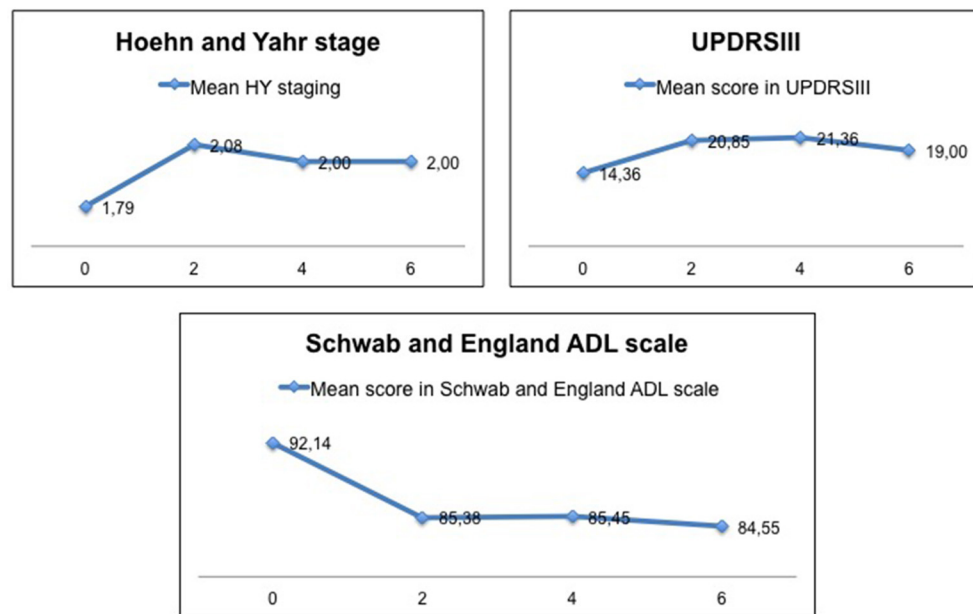 Hoehn and Yahr stage
Mean HY staging
2,08
2,00
2,00
1,79
0 2 4 6
UPDRSIII
Mean score in UPDRSIII
14,36
20,85
21,36
19,00
0 2 4 6
Schwab and England ADL scale
Mean score in Schwab and England ADL scale
92,14
85,38
85,45
84,55
0 2 4 6